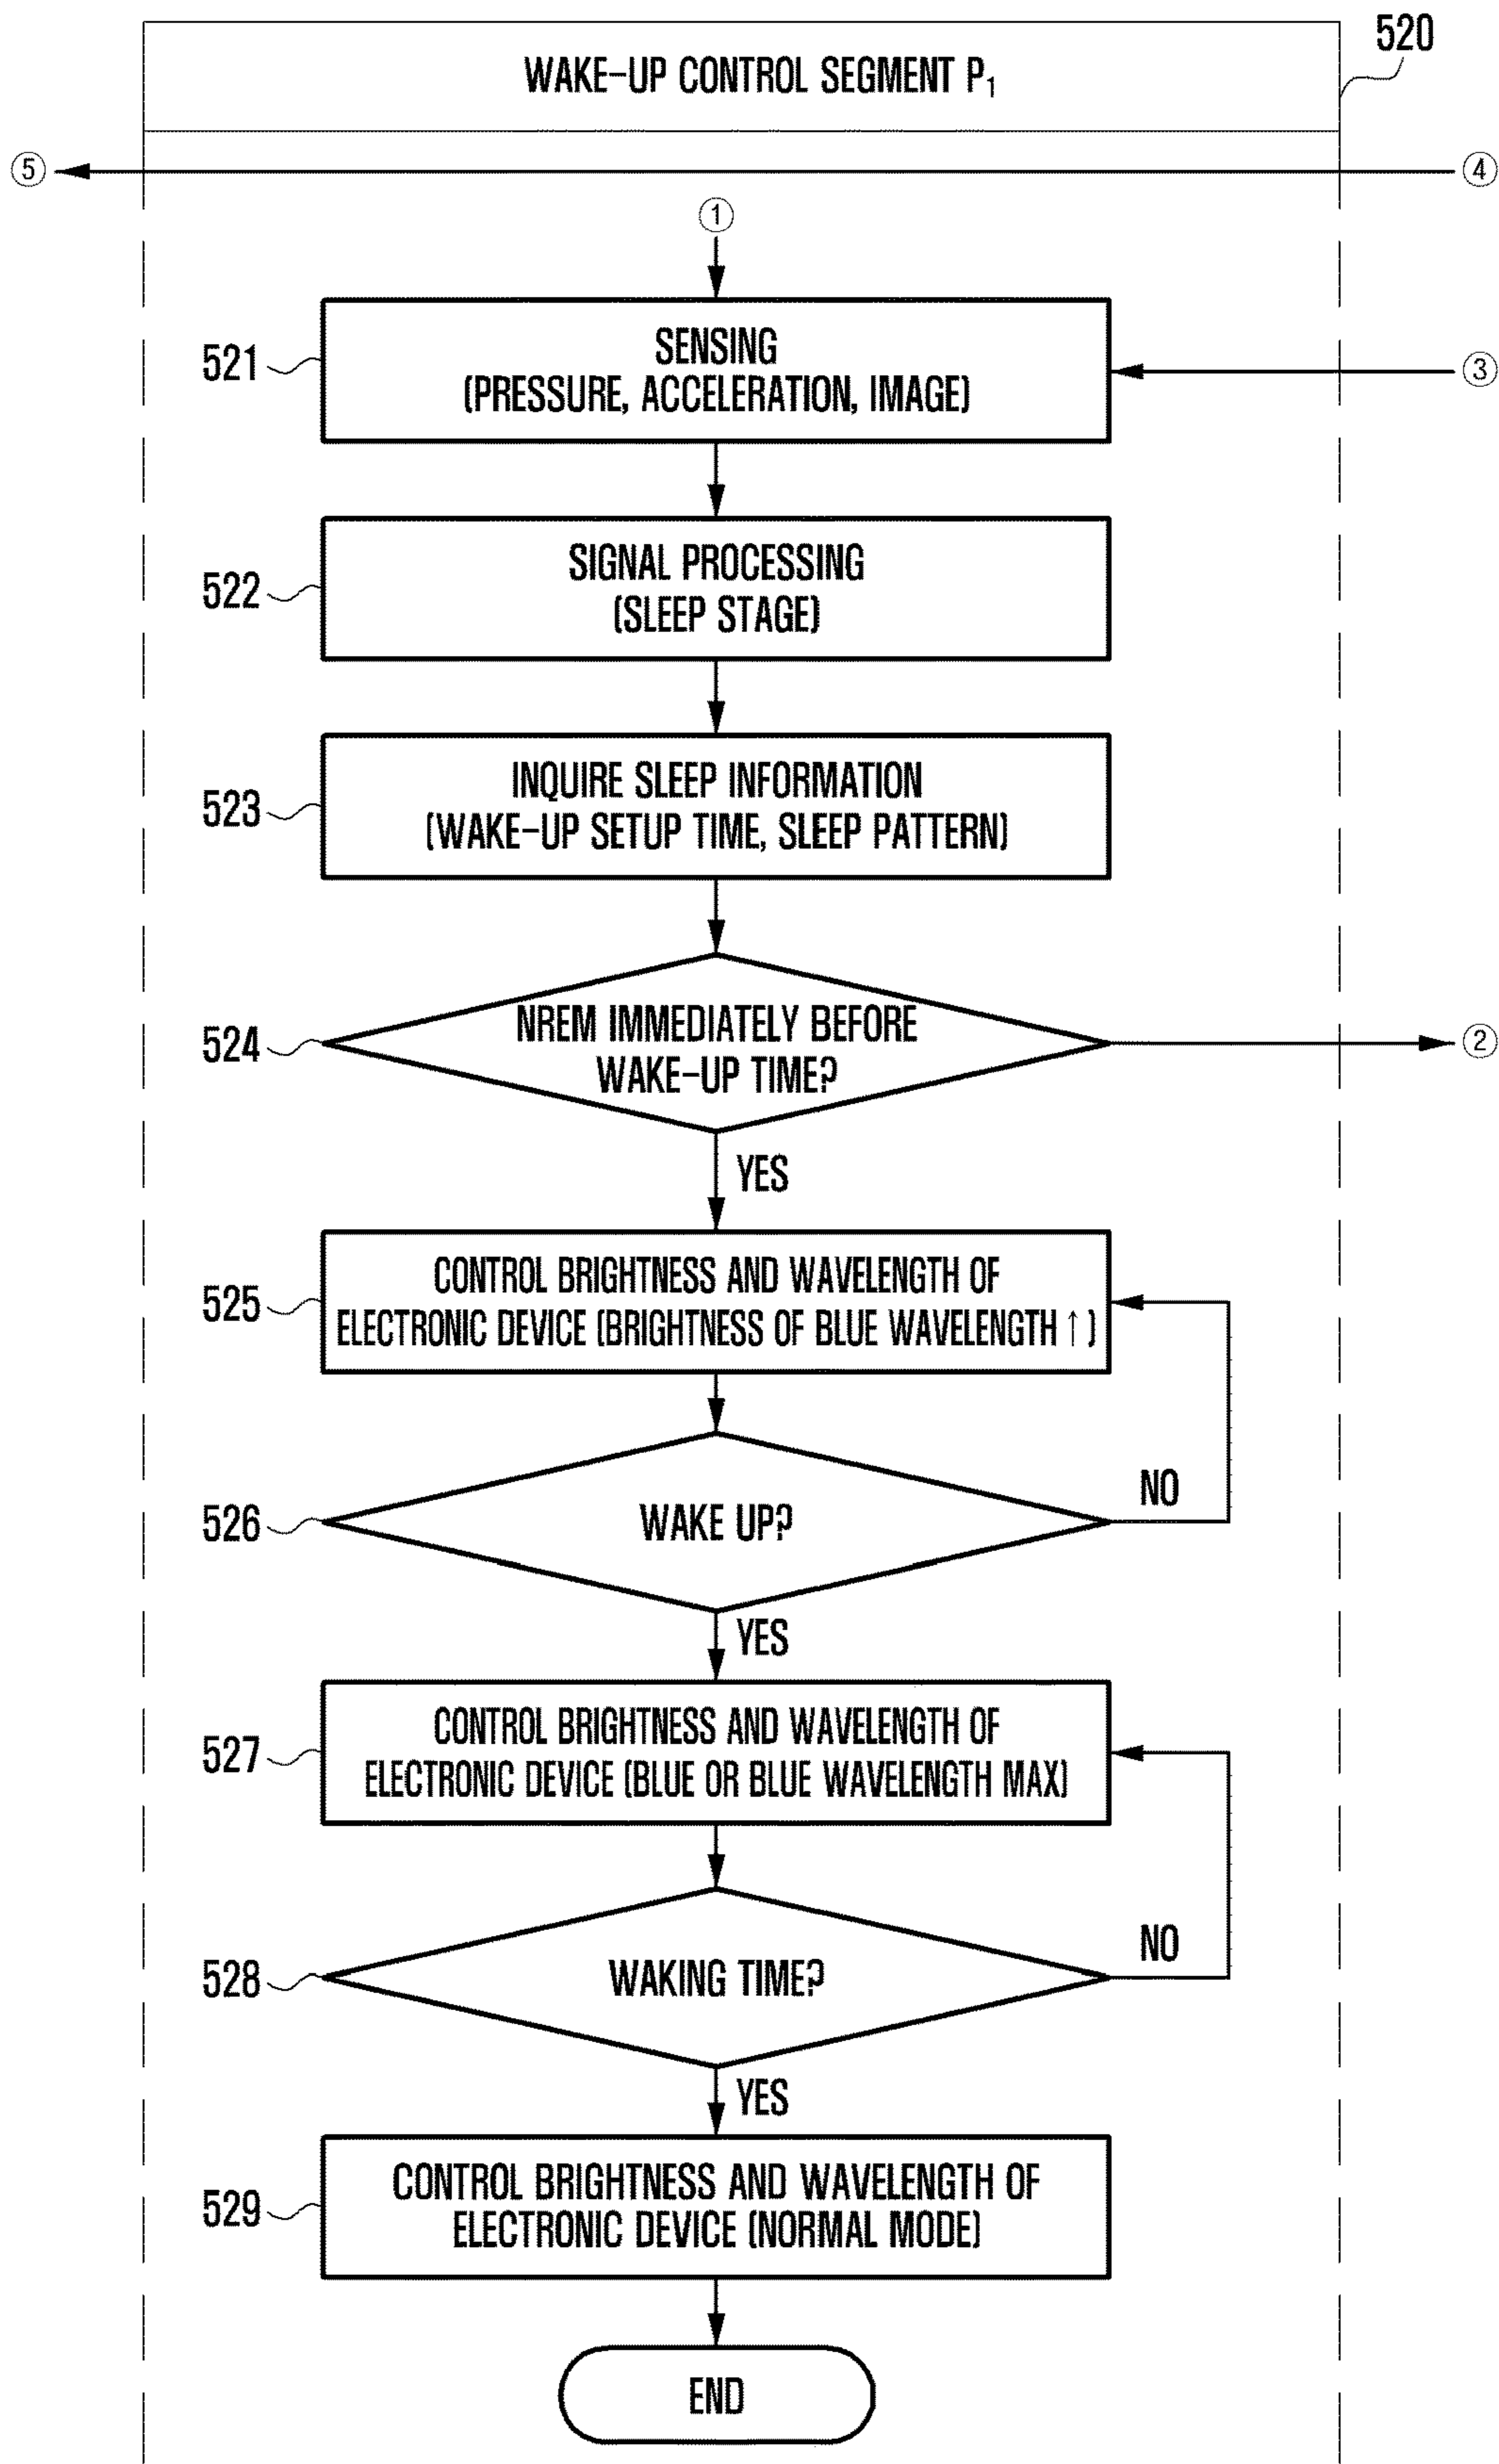 520
WAKE-UP CONTROL SEGMENT P₁
⑤
④
①
521
SENSING
(PRESSURE, ACCELERATION, IMAGE)
③
522
SIGNAL PROCESSING
(SLEEP STAGE)
523
INQUIRE SLEEP INFORMATION
(WAKE-UP SETUP TIME, SLEEP PATTERN)
524
NREM IMMEDIATELY BEFORE
WAKE-UP TIME?
②
YES
525
CONTROL BRIGHTNESS AND WAVELENGTH OF
ELECTRONIC DEVICE (BRIGHTNESS OF BLUE WAVELENGTH ↑)
526
WAKE UP?
NO
YES
527
CONTROL BRIGHTNESS AND WAVELENGTH OF
ELECTRONIC DEVICE (BLUE OR BLUE WAVELENGTH MAX)
528
WAKING TIME?
NO
YES
529
CONTROL BRIGHTNESS AND WAVELENGTH OF
ELECTRONIC DEVICE (NORMAL MODE)
END